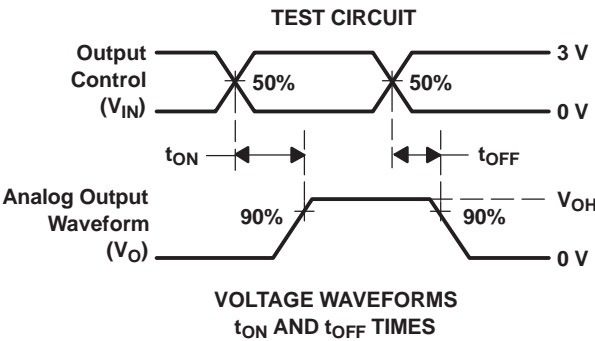 TEST CIRCUIT
Output
Control
(VIN)
50%
50%
3 V
0 V
tON
tOFF
Analog Output
Waveform
(VO)
90%
90%
VOH
0 V
VOLTAGE WAVEFORMS
tON AND tOFF TIMES